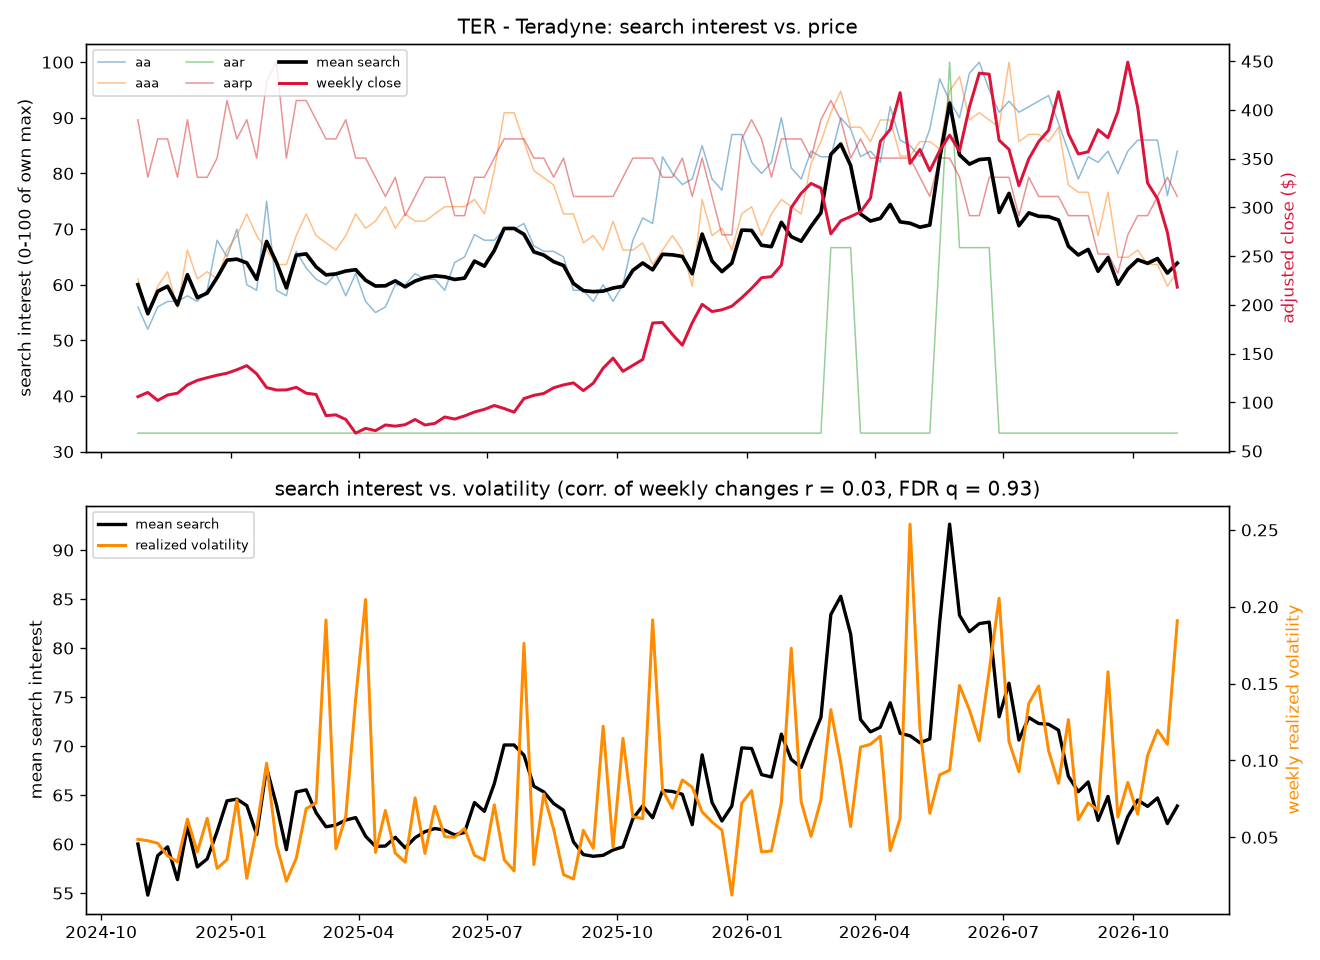 TER - Teradyne: search interest vs. price
aa
aaa
aar
aarp
mean search
weekly close
search interest (0-100 of own max)
100
90
80
70
60
50
40
30
450
400
350
300
250
200
150
100
50
adjusted close ($)
search interest vs. volatility (corr. of weekly changes r = 0.03, FDR q = 0.93)
mean search
realized volatility
mean search interest
90
85
80
75
70
65
60
55
0.25
0.20
0.15
0.10
0.05
weekly realized volatility
2024-10 2025-01 2025-04 2025-07 2025-10 2026-01 2026-04 2026-07 2026-10